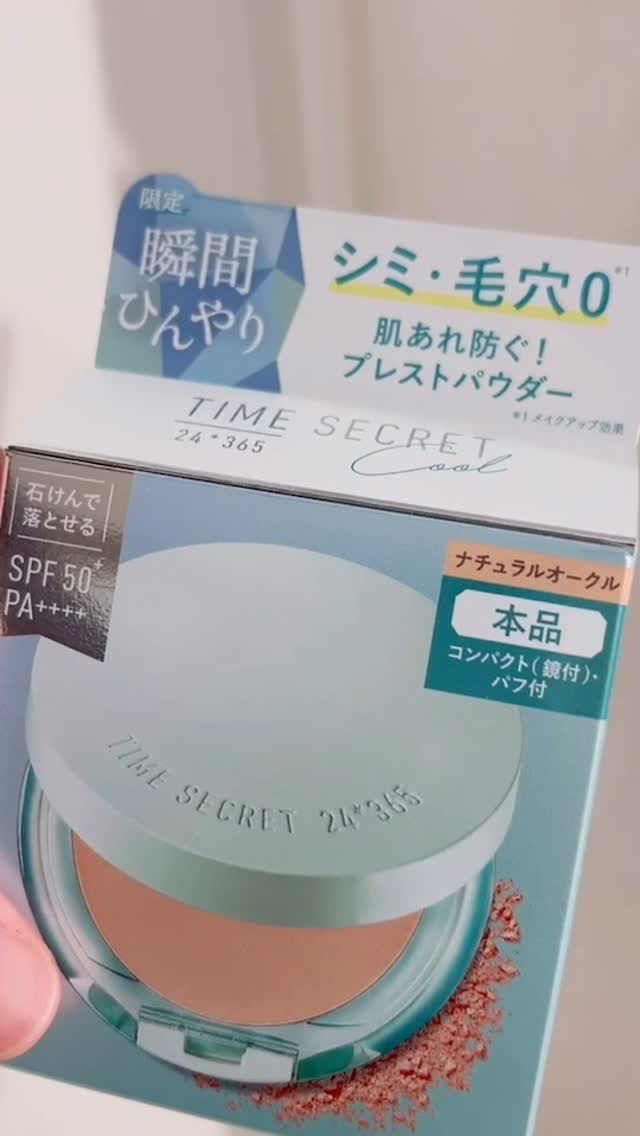 限定
瞬間
ひんやり
シミ・毛穴0*1
肌あれ防ぐ!
プレストパウダー
*1 メイクアップ効果
TIME SECRET
24*365
Cool
石けんで
落とせる
SPF 50+
PA++++
ナチュラルオークル
本品
コンパクト(鏡付)・
パフ付
TIME SECRET 24*365